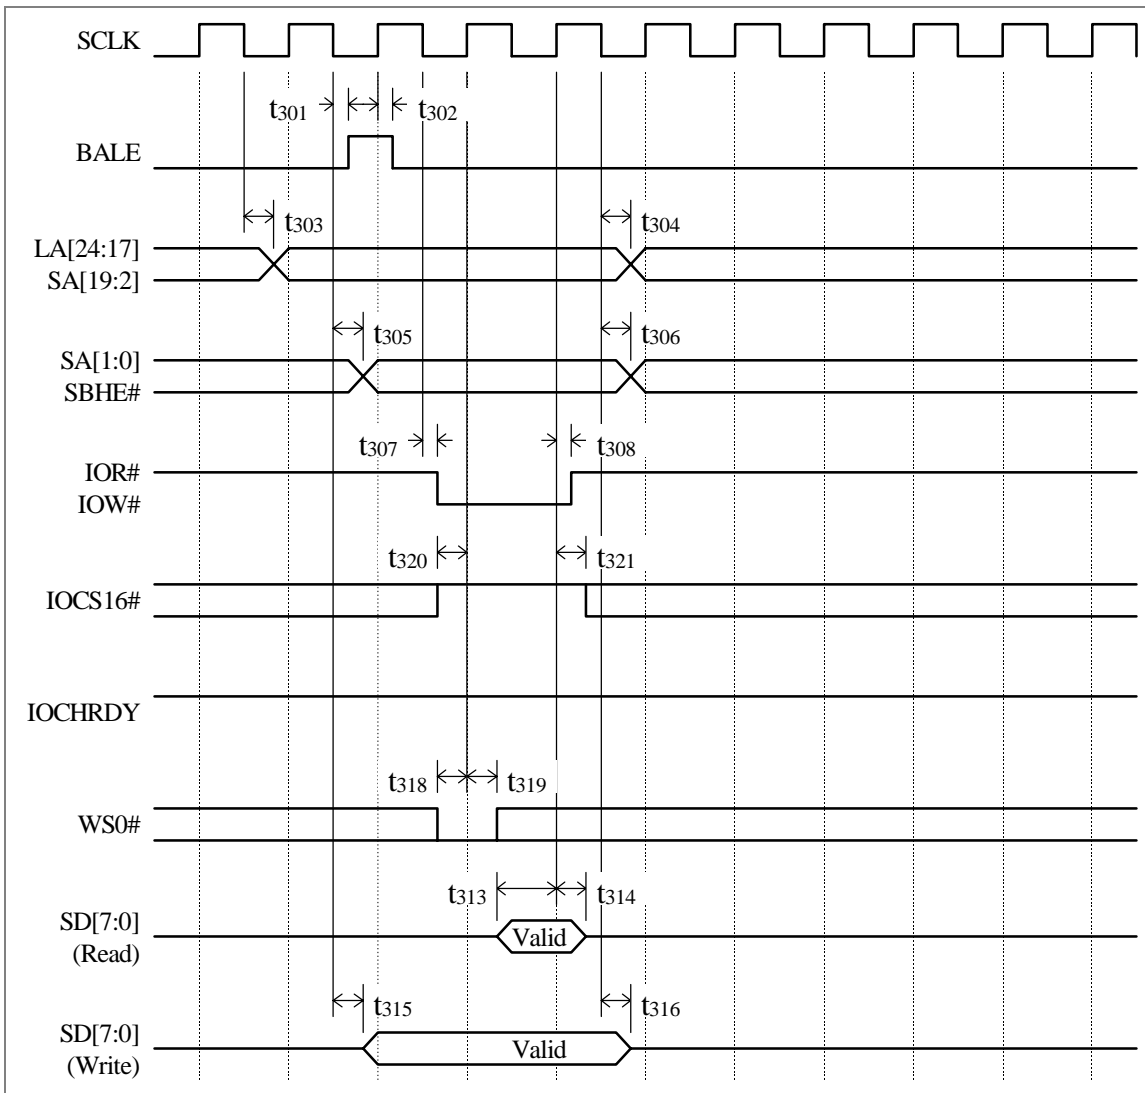 SCLK
t301 t302
BALE
t303 t304
LA[24:17]
SA[19:2]
t305 t306
SA[1:0]
SBHE#
t307 t308
IOR#
IOW#
t320 t321
IOCS16#
IOCHRDY
t318 t319
WS0#
t313 t314
SD[7:0]
Valid
(Read)
t315 t316
SD[7:0]
Valid
(Write)